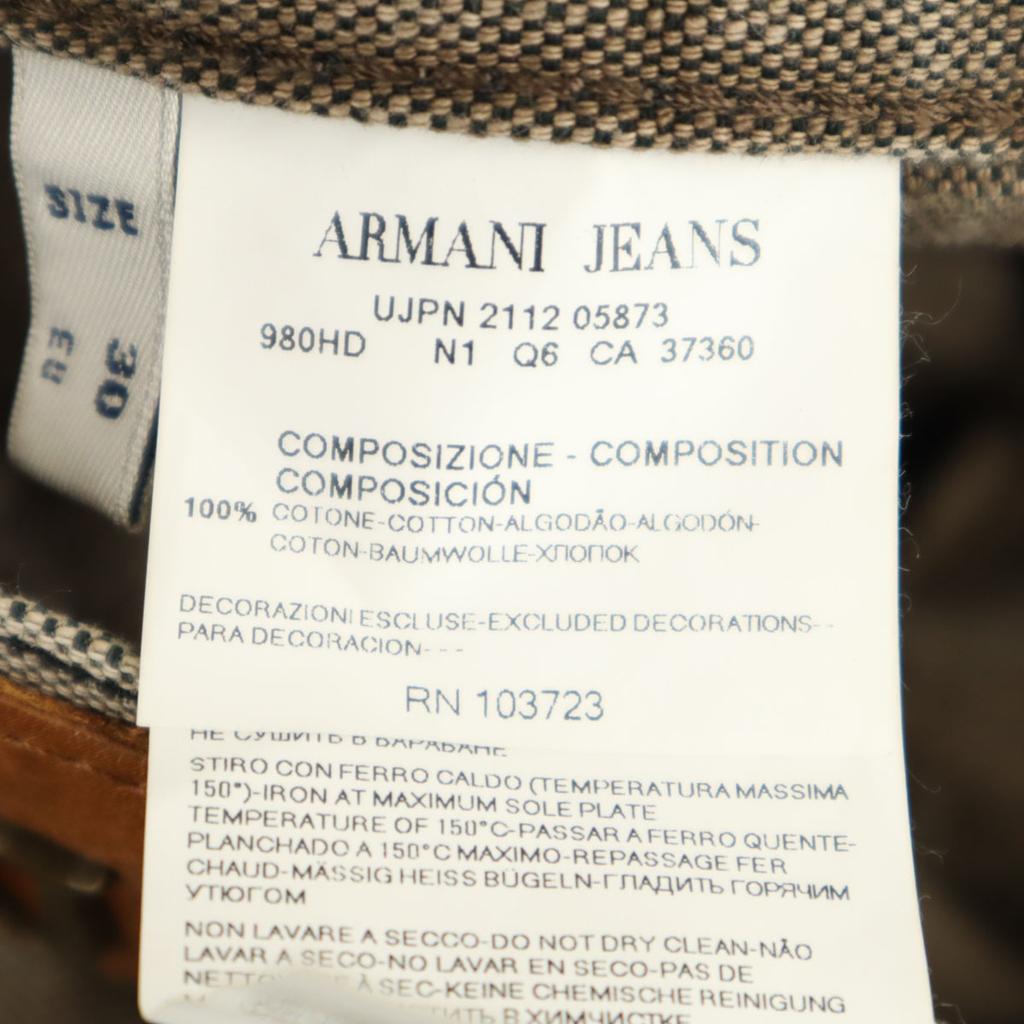 SIZE
30
ARMANI JEANS
UJPN 2112 05873
980HD N1 Q6 CA 37360
COMPOSIZIONE - COMPOSITION
COMPOSICIÓN
100% COTONE-COTTON-ALGODÃO-ALGODÓN-
COTON-BAUMWOLLE-ХЛОПОК
DECORAZIONI ESCLUSE-EXCLUDED DECORATIONS--
PARA DECORACION---
RN 103723
НЕ СУШИТЬ В БАРАБАНЕ
STIRO CON FERRO CALDO (TEMPERATURA MASSIMA
150°)-IRON AT MAXIMUM SOLE PLATE
TEMPERATURE OF 150°C-PASSAR A FERRO QUENTE-
PLANCHADO A 150°C MAXIMO-REPASSAGE FER
CHAUD-MÄSSIG HEISS BÜGELN-ГЛАДИТЬ ГОРЯЧИМ
УТЮГОМ
NON LAVARE A SECCO-DO NOT DRY CLEAN-NÃO
LAVAR A SECO-NO LAVAR EN SECO-PAS DE
À SEC-KEINE CHEMISCHE REINIGUNG
В ХИМЧИСТКЕ